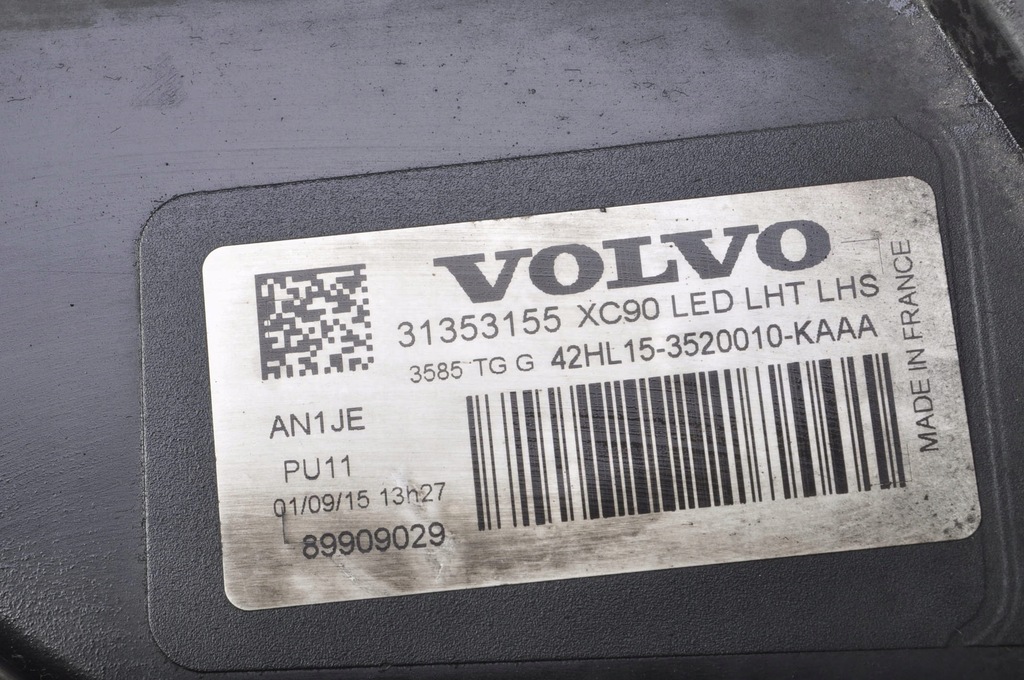 VOLVO
31353155 XC90 LED LHT LHS
3585 TG G 42HL15-3520010-KAAA
AN1JE
PU11
01/09/15 13h27
89909029
MADE IN FRANCE